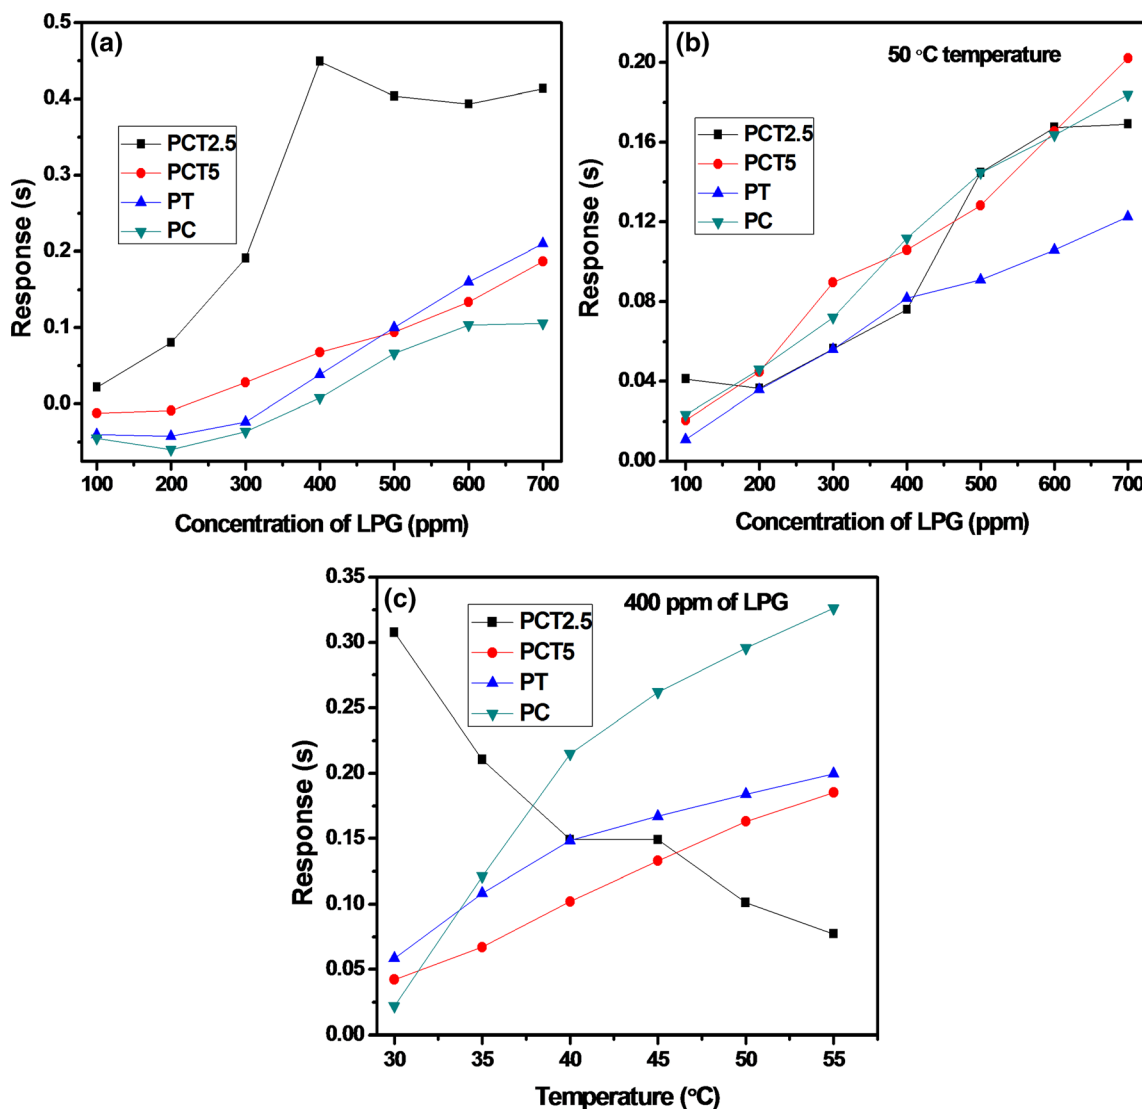 (a)
0.5
0.4
0.3
0.2
0.1
0.0
PCT2.5
PCT5
PT
PC
Response (s)
100 200 300 400 500 600 700
Concentration of LPG (ppm)
(b)
50 °C temperature
0.20
0.16
0.12
0.08
0.04
0.00
PCT2.5
PCT5
PT
PC
Response (s)
100 200 300 400 500 600 700
Concentration of LPG (ppm)
(c)
400 ppm of LPG
0.35
0.30
0.25
0.20
0.15
0.10
0.05
0.00
PCT2.5
PCT5
PT
PC
Response (s)
30 35 40 45 50 55
Temperature (°C)